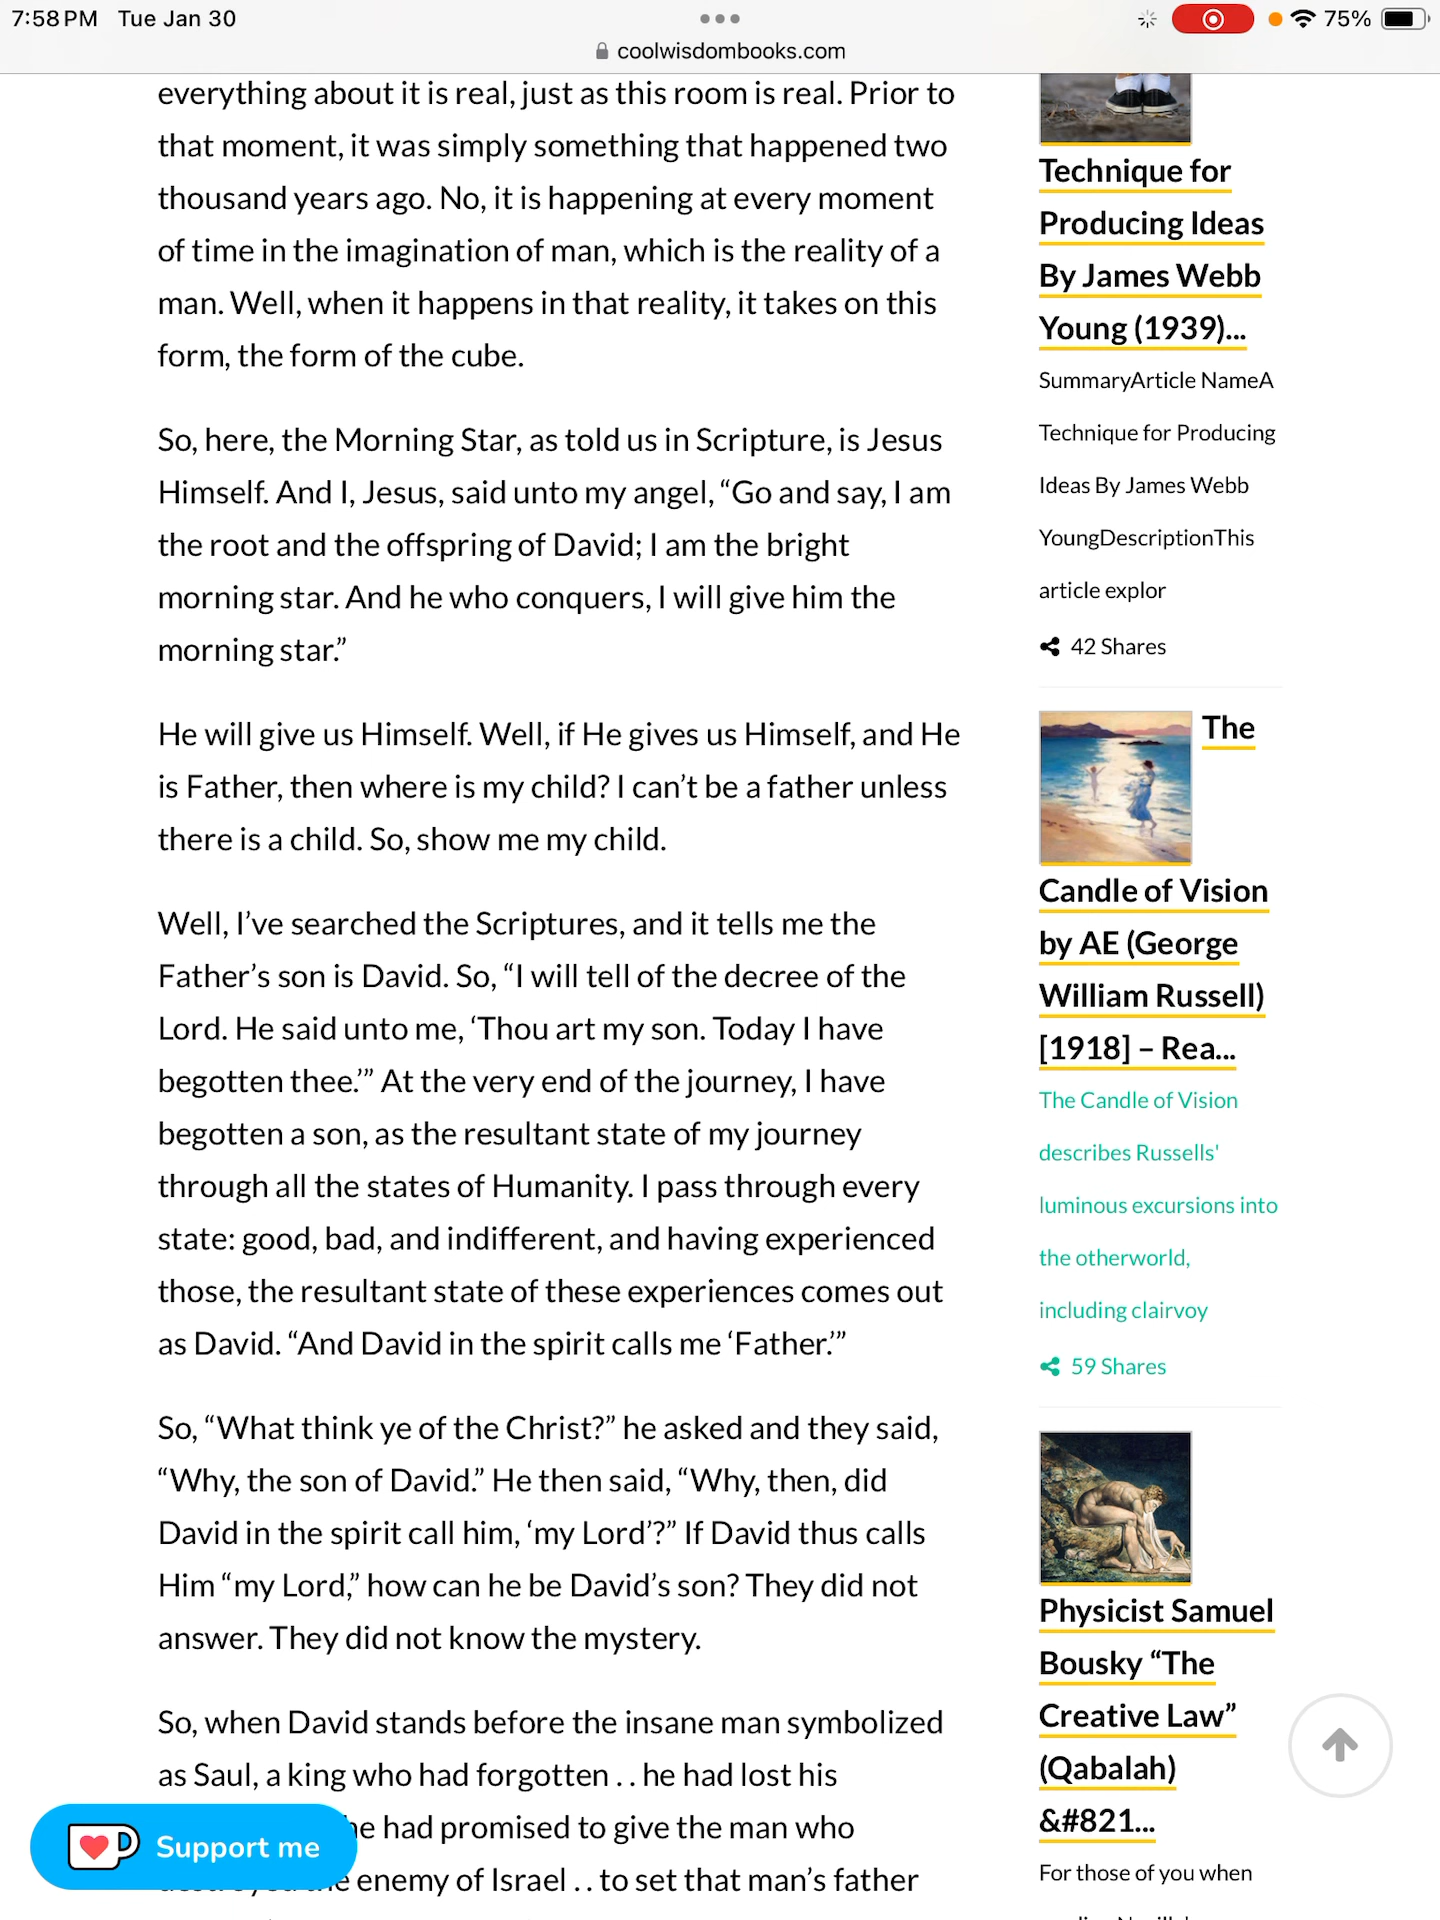 7:58 PM Tue Jan 30
75%
coolwisdombooks.com
everything about it is real, just as this room is real. Prior to
that moment, it was simply something that happened two
thousand years ago. No, it is happening at every moment
of time in the imagination of man, which is the reality of a
man. Well, when it happens in that reality, it takes on this
form, the form of the cube.
So, here, the Morning Star, as told us in Scripture, is Jesus
Himself. And I, Jesus, said unto my angel, “Go and say, I am
the root and the offspring of David; I am the bright
morning star. And he who conquers, I will give him the
morning star.”
He will give us Himself. Well, if He gives us Himself, and He
is Father, then where is my child? I can’t be a father unless
there is a child. So, show me my child.
Well, I’ve searched the Scriptures, and it tells me the
Father’s son is David. So, “I will tell of the decree of the
Lord. He said unto me, ‘Thou art my son. Today I have
begotten thee.’” At the very end of the journey, I have
begotten a son, as the resultant state of my journey
through all the states of Humanity. I pass through every
state: good, bad, and indifferent, and having experienced
those, the resultant state of these experiences comes out
as David. “And David in the spirit calls me ‘Father.’”
So, “What think ye of the Christ?” he asked and they said,
“Why, the son of David.” He then said, “Why, then, did
David in the spirit call him, ‘my Lord’?” If David thus calls
Him “my Lord,” how can he be David’s son? They did not
answer. They did not know the mystery.
So, when David stands before the insane man symbolized
as Saul, a king who had forgotten . . he had lost his
he had promised to give the man who
enemy of Israel . . to set that man’s father
Support me
Technique for
Producing Ideas
By James Webb
Young (1939)...
SummaryArticle NameA
Technique for Producing
Ideas By James Webb
YoungDescriptionThis
article explor
42 Shares
The
Candle of Vision
by AE (George
William Russell)
[1918] – Rea...
The Candle of Vision
describes Russells'
luminous excursions into
the otherworld,
including clairvoy
59 Shares
Physicist Samuel
Bousky “The
Creative Law”
(Qabalah)
&#821...
For those of you when